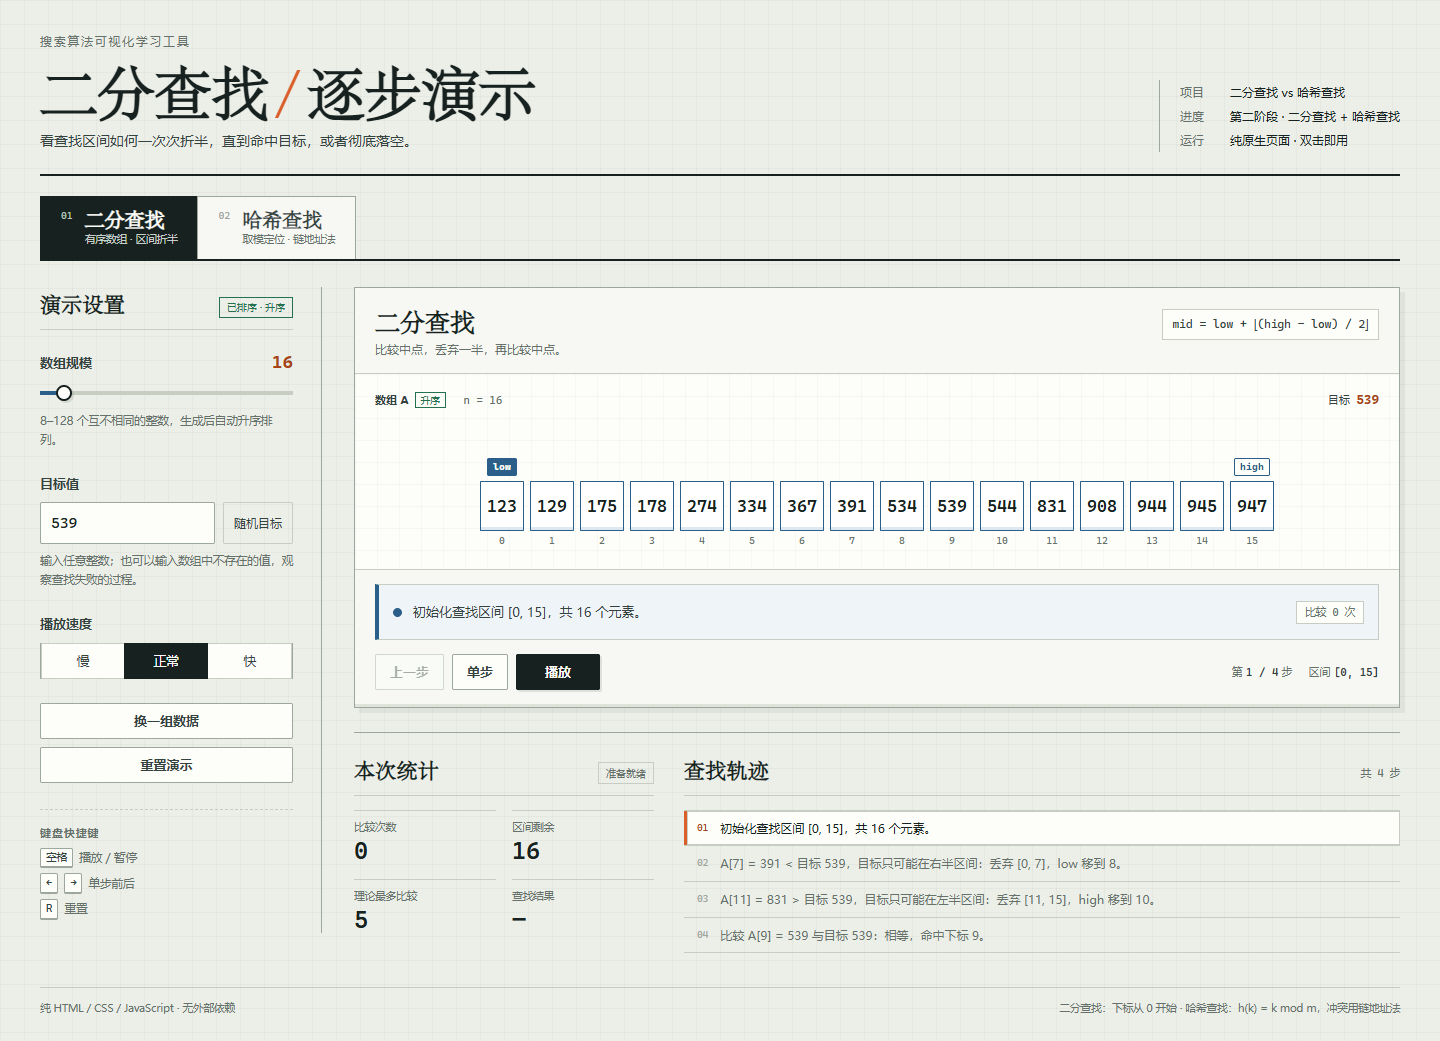 搜索算法可视化学习工具
二分查找 / 逐步演示
看查找区间如何一次次折半，直到命中目标，或者彻底落空。
项目 二分查找 vs 哈希查找
进度 第二阶段 · 二分查找 + 哈希查找
运行 纯原生页面 · 双击即用
01 二分查找
有序数组 · 区间折半
02 哈希查找
取模定位 · 链地址法
演示设置 已排序 · 升序
数组规模 16
8–128 个互不相同的整数，生成后自动升序排
列。
目标值
539 随机目标
输入任意整数；也可以输入数组中不存在的值，观
察查找失败的过程。
播放速度
慢 正常 快
换一组数据
重置演示
键盘快捷键
空格 播放 / 暂停
← → 单步前后
R 重置
二分查找
比较中点，丢弃一半，再比较中点。
mid = low + ⌊(high − low) / 2⌋
数组 A 升序 n = 16 目标 539
low high
123 129 175 178 274 334 367 391 534 539 544 831 908 944 945 947
0 1 2 3 4 5 6 7 8 9 10 11 12 13 14 15
初始化查找区间 [0, 15]，共 16 个元素。 比较 0 次
上一步 单步 播放 第 1 / 4 步 区间 [0, 15]
本次统计 准备就绪
比较次数 区间剩余
0 16
理论最多比较 查找结果
5 —
查找轨迹 共 4 步
01 初始化查找区间 [0, 15]，共 16 个元素。
02 A[7] = 391 < 目标 539，目标只可能在右半区间：丢弃 [0, 7]，low 移到 8。
03 A[11] = 831 > 目标 539，目标只可能在左半区间：丢弃 [11, 15]，high 移到 10。
04 比较 A[9] = 539 与目标 539：相等，命中下标 9。
纯 HTML / CSS / JavaScript · 无外部依赖
二分查找：下标从 0 开始 · 哈希查找：h(k) = k mod m，冲突用链地址法